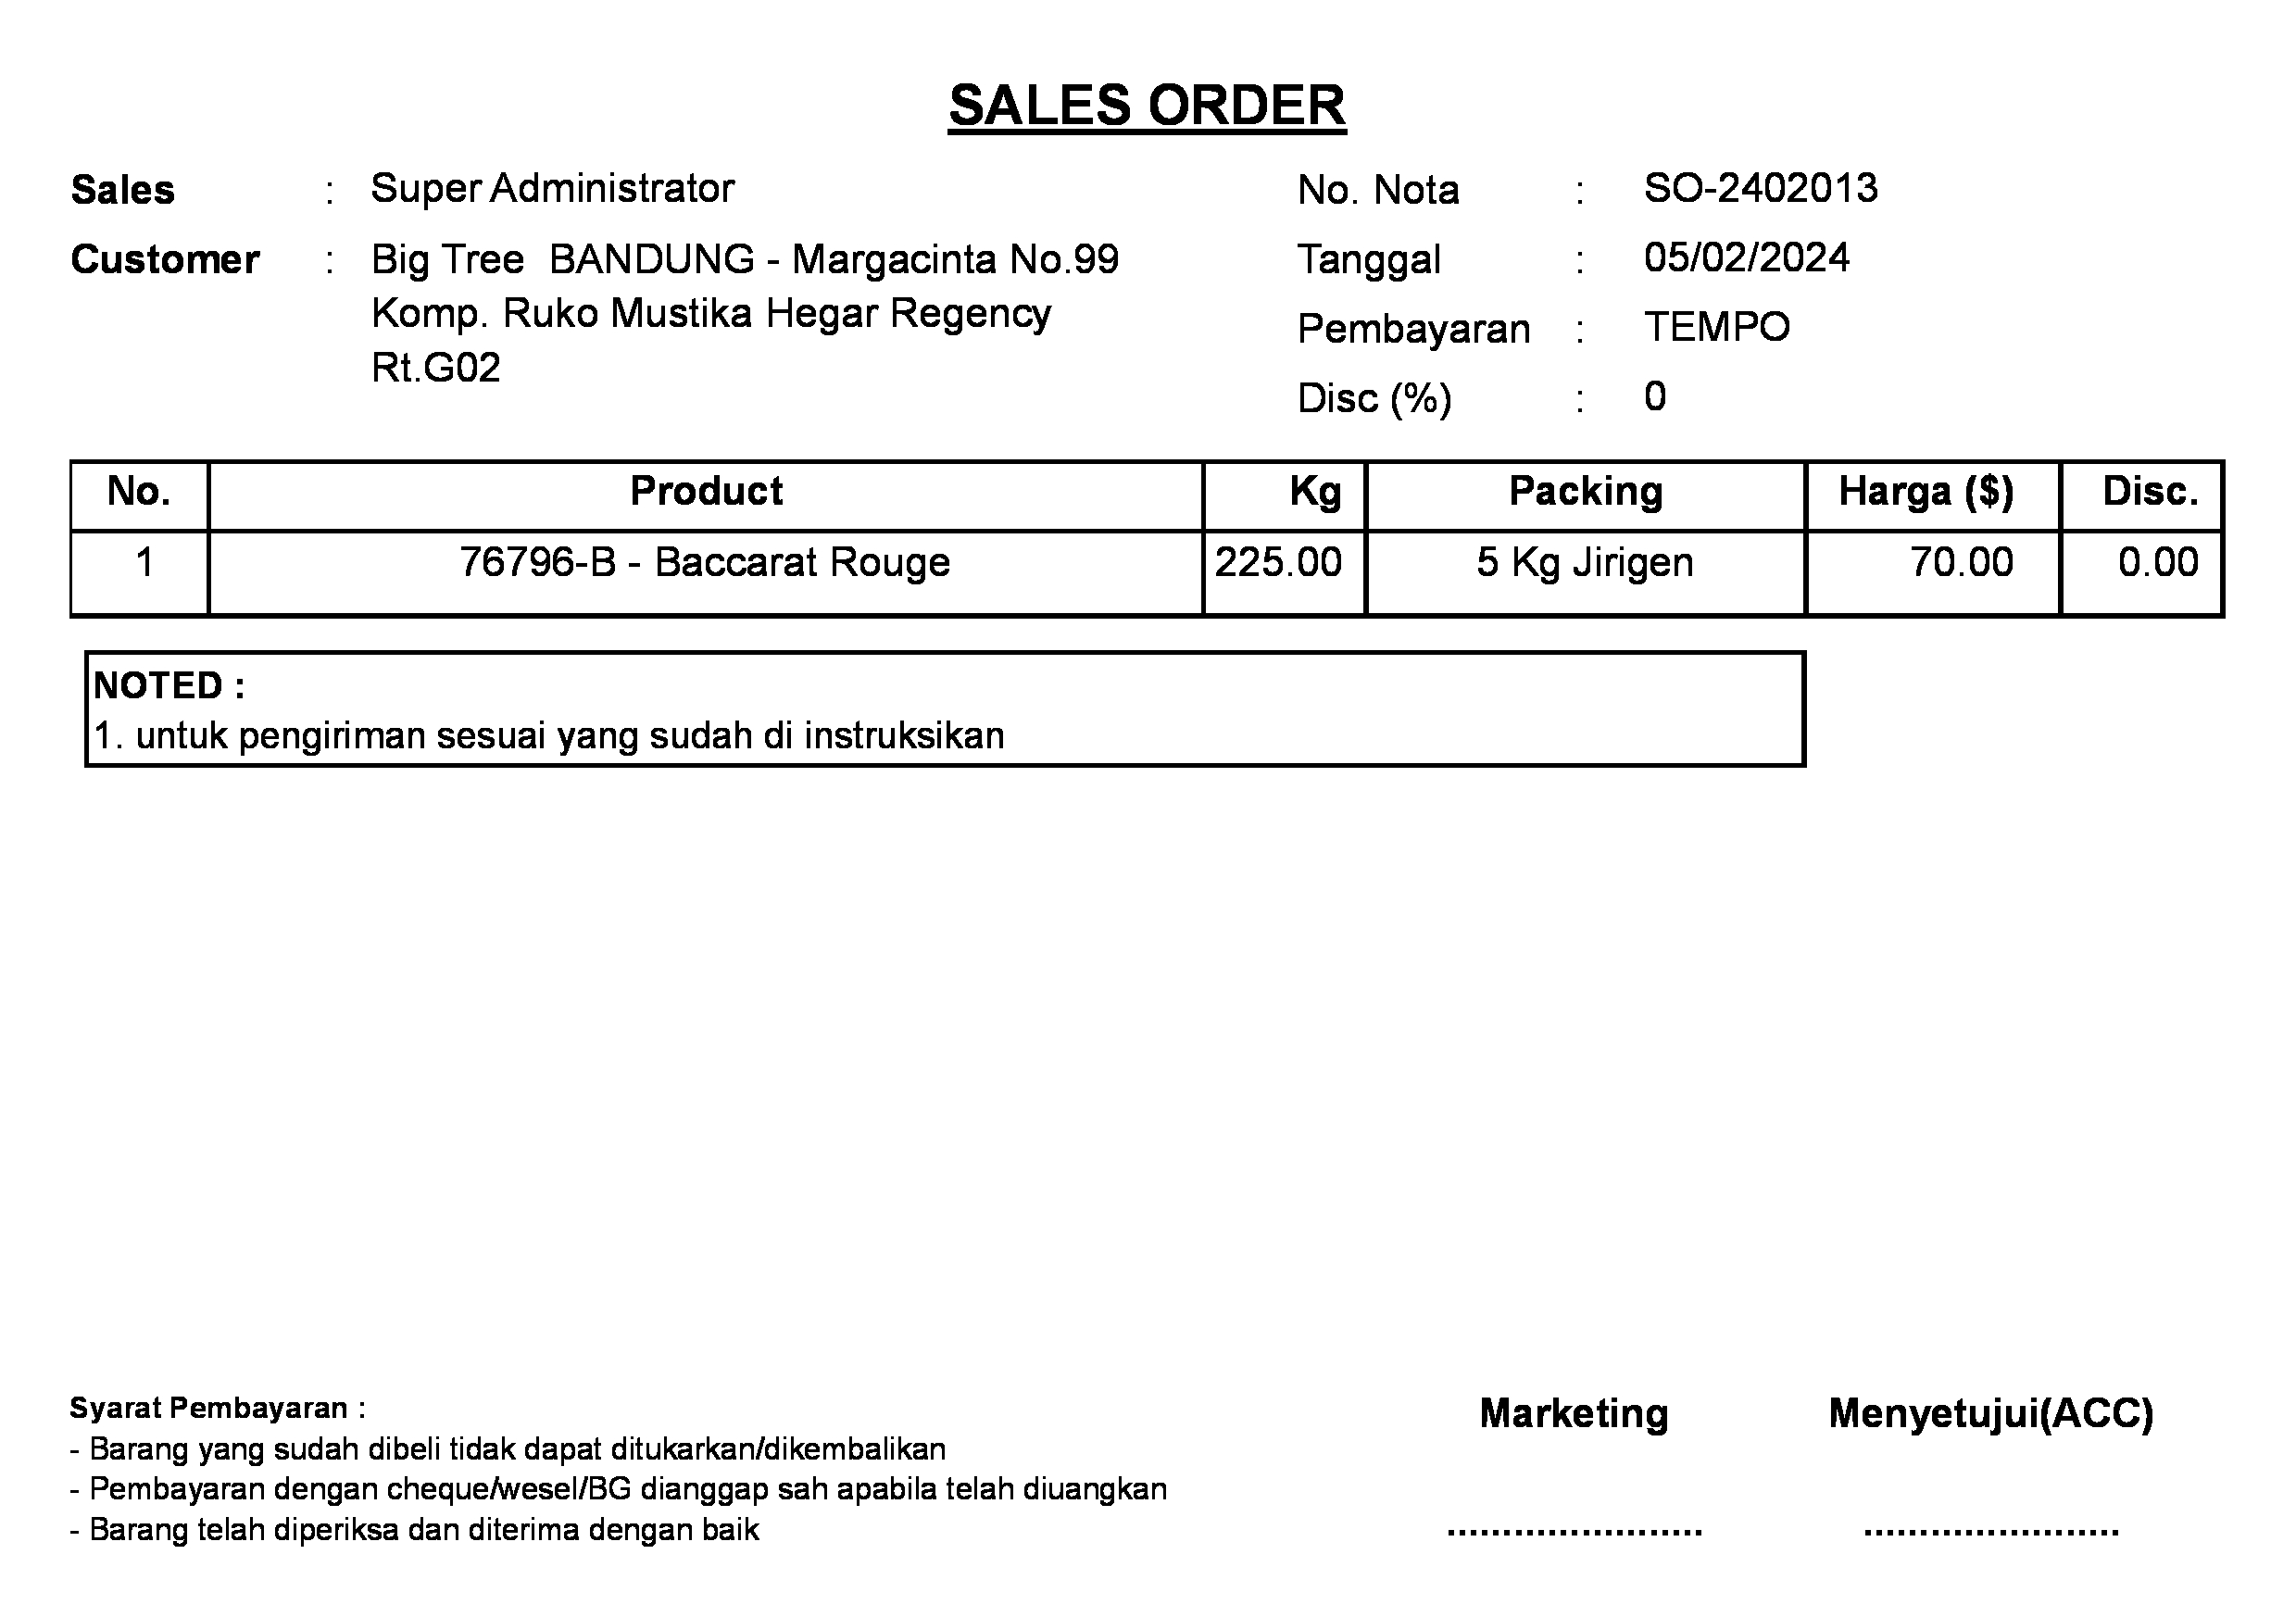 SALES ORDER
Sales : Super Administrator
No. Nota : SO-2402013
Customer : Big Tree BANDUNG - Margacinta No.99
Komp. Ruko Mustika Hegar Regency
Rt.G02
Tanggal : 05/02/2024
Pembayaran : TEMPO
Disc (%) : 0
No. Product Kg Packing Harga ($) Disc.
1 76796-B - Baccarat Rouge 225.00 5 Kg Jirigen 70.00 0.00
NOTED :
1. untuk pengiriman sesuai yang sudah di instruksikan
Syarat Pembayaran :
- Barang yang sudah dibeli tidak dapat ditukarkan/dikembalikan
- Pembayaran dengan cheque/wesel/BG dianggap sah apabila telah diuangkan
- Barang telah diperiksa dan diterima dengan baik
Marketing Menyetujui(ACC)
....................... .......................